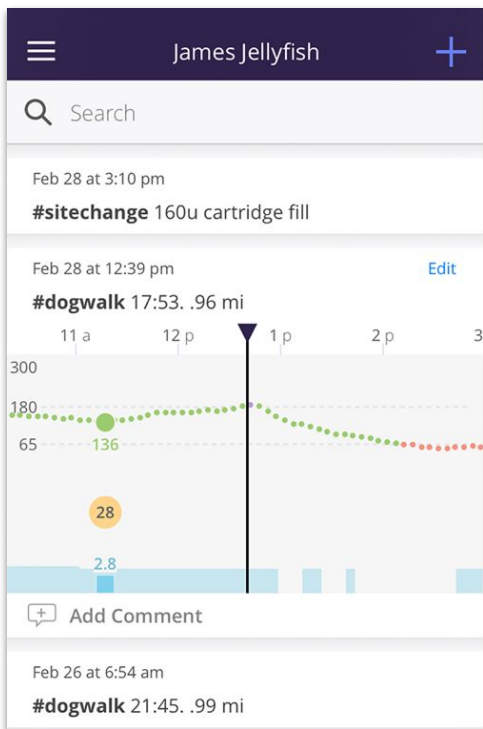 James Jellyfish
Search
Feb 28 at 3:10 pm
#sitechange 160u cartridge fill
Feb 28 at 12:39 pm Edit
#dogwalk 17:53. .96 mi
11 a 12 p 1 p 2 p 3
300
180
65 136
28
2.8
Add Comment
Feb 26 at 6:54 am
#dogwalk 21:45. .99 mi